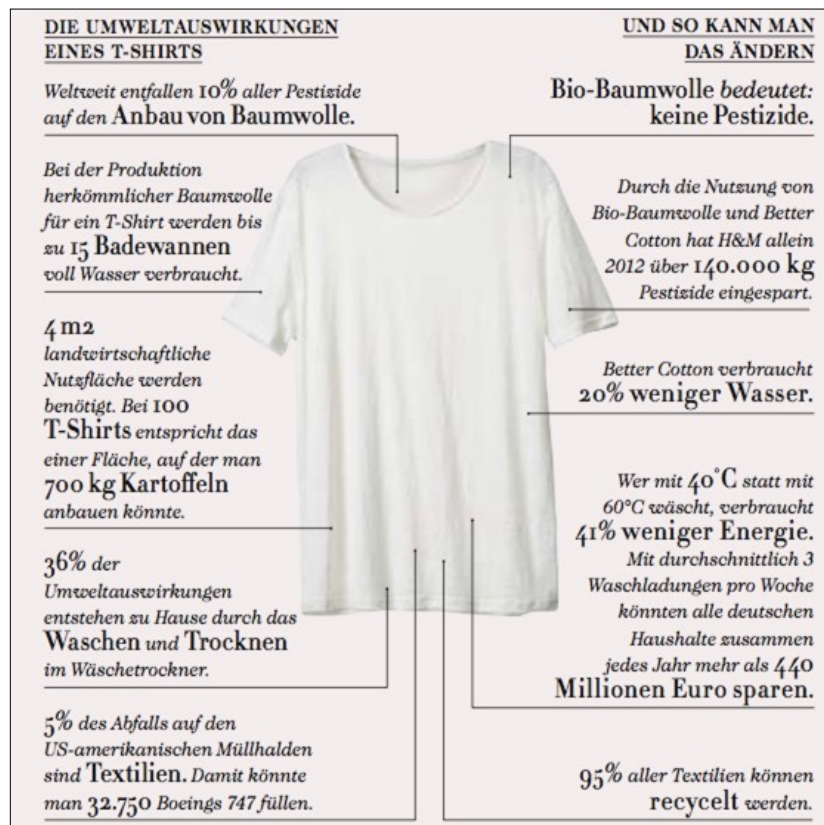 DIE UMWELTAUSWIRKUNGEN
EINES T-SHIRTS
Weltweit entfallen 10% aller Pestizide
auf den Anbau von Baumwolle.
Bei der Produktion
herkömmlicher Baumwolle
für ein T-Shirt werden bis
zu 15 Badewannen
voll Wasser verbraucht.
4 m2
landwirtschaftliche
Nutzfläche werden
benötigt. Bei 100
T-Shirts entspricht das
einer Fläche, auf der man
700 kg Kartoffeln
anbauen könnte.
36% der
Umweltauswirkungen
entstehen zu Hause durch das
Waschen und Trocknen
im Wäschetrockner.
5% des Abfalls auf den
US-amerikanischen Müllhalden
sind Textilien. Damit könnte
man 32.750 Boeings 747 füllen.
UND SO KANN MAN
DAS ÄNDERN
Bio-Baumwolle bedeutet:
keine Pestizide.
Durch die Nutzung von
Bio-Baumwolle und Better
Cotton hat H&M allein
2012 über 140.000 kg
Pestizide eingespart.
Better Cotton verbraucht
20% weniger Wasser.
Wer mit 40°C statt mit
60°C wäscht, verbraucht
41% weniger Energie.
Mit durchschnittlich 3
Waschladungen pro Woche
könnten alle deutschen
Haushalte zusammen
jedes Jahr mehr als 440
Millionen Euro sparen.
95% aller Textilien können
recycelt werden.